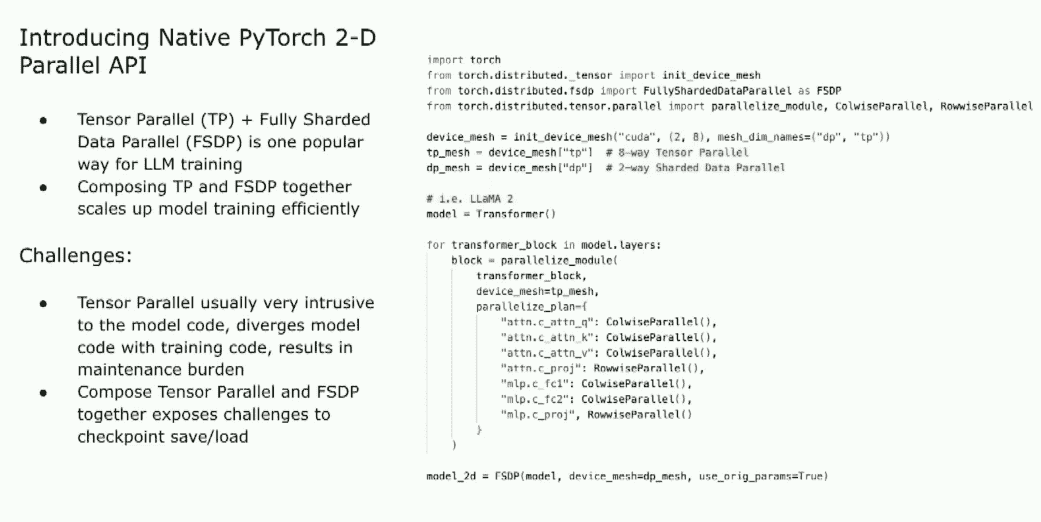 Introducing Native PyTorch 2-D
Parallel API
● Tensor Parallel (TP) + Fully Sharded
Data Parallel (FSDP) is one popular
way for LLM training
● Composing TP and FSDP together
scales up model training efficiently
Challenges:
● Tensor Parallel usually very intrusive
to the model code, diverges model
code with training code, results in
maintenance burden
● Compose Tensor Parallel and FSDP
together exposes challenges to
checkpoint save/load
import torch
from torch.distributed._tensor import init_device_mesh
from torch.distributed.fsdp import FullyShardedDataParallel as FSDP
from torch.distributed.tensor.parallel import parallelize_module, ColwiseParallel, RowwiseParallel
device_mesh = init_device_mesh("cuda", (2, 8), mesh_dim_names=("dp", "tp"))
tp_mesh = device_mesh["tp"] # 8-way Tensor Parallel
dp_mesh = device_mesh["dp"] # 2-way Sharded Data Parallel
# i.e. LLaMA 2
model = Transformer()
for transformer_block in model.layers:
block = parallelize_module(
transformer_block,
device_mesh=tp_mesh,
parallelize_plan={
"attn.c_attn_q": ColwiseParallel(),
"attn.c_attn_k": ColwiseParallel(),
"attn.c_attn_v": ColwiseParallel(),
"attn.c_proj": RowwiseParallel(),
"mlp.c_fc1": ColwiseParallel(),
"mlp.c_fc2": ColwiseParallel(),
"mlp.c_proj", RowwiseParallel()
}
)
model_2d = FSDP(model, device_mesh=dp_mesh, use_orig_params=True)